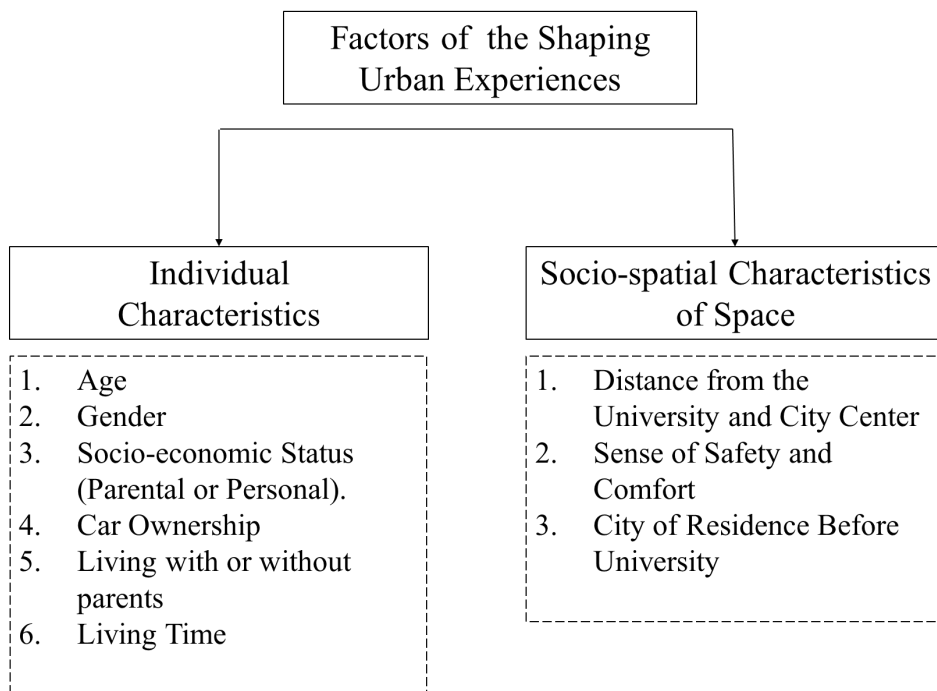 Factors of the Shaping
Urban Experiences
Individual
Characteristics
1. Age
2. Gender
3. Socio-economic Status
(Parental or Personal).
4. Car Ownership
5. Living with or without
parents
6. Living Time
Socio-spatial Characteristics
of Space
1. Distance from the
University and City Center
2. Sense of Safety and
Comfort
3. City of Residence Before
University